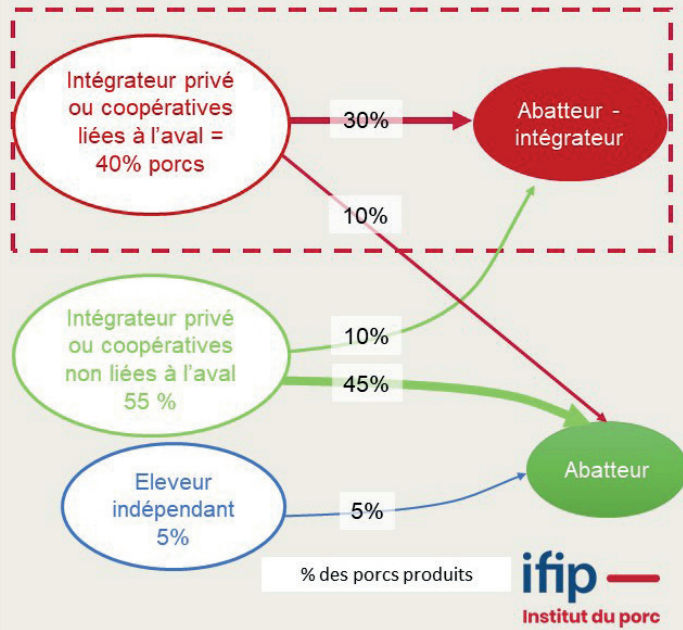 Intégrateur privé
ou coopératives
liées à l'aval =
40% porcs
30%
Abatteur -
intégrateur
10%
Intégrateur privé
ou coopératives
non liées à l'aval
55 %
10%
45%
Abatteur
Eleveur
indépendant
5%
5%
% des porcs produits
ifip
Institut du porc